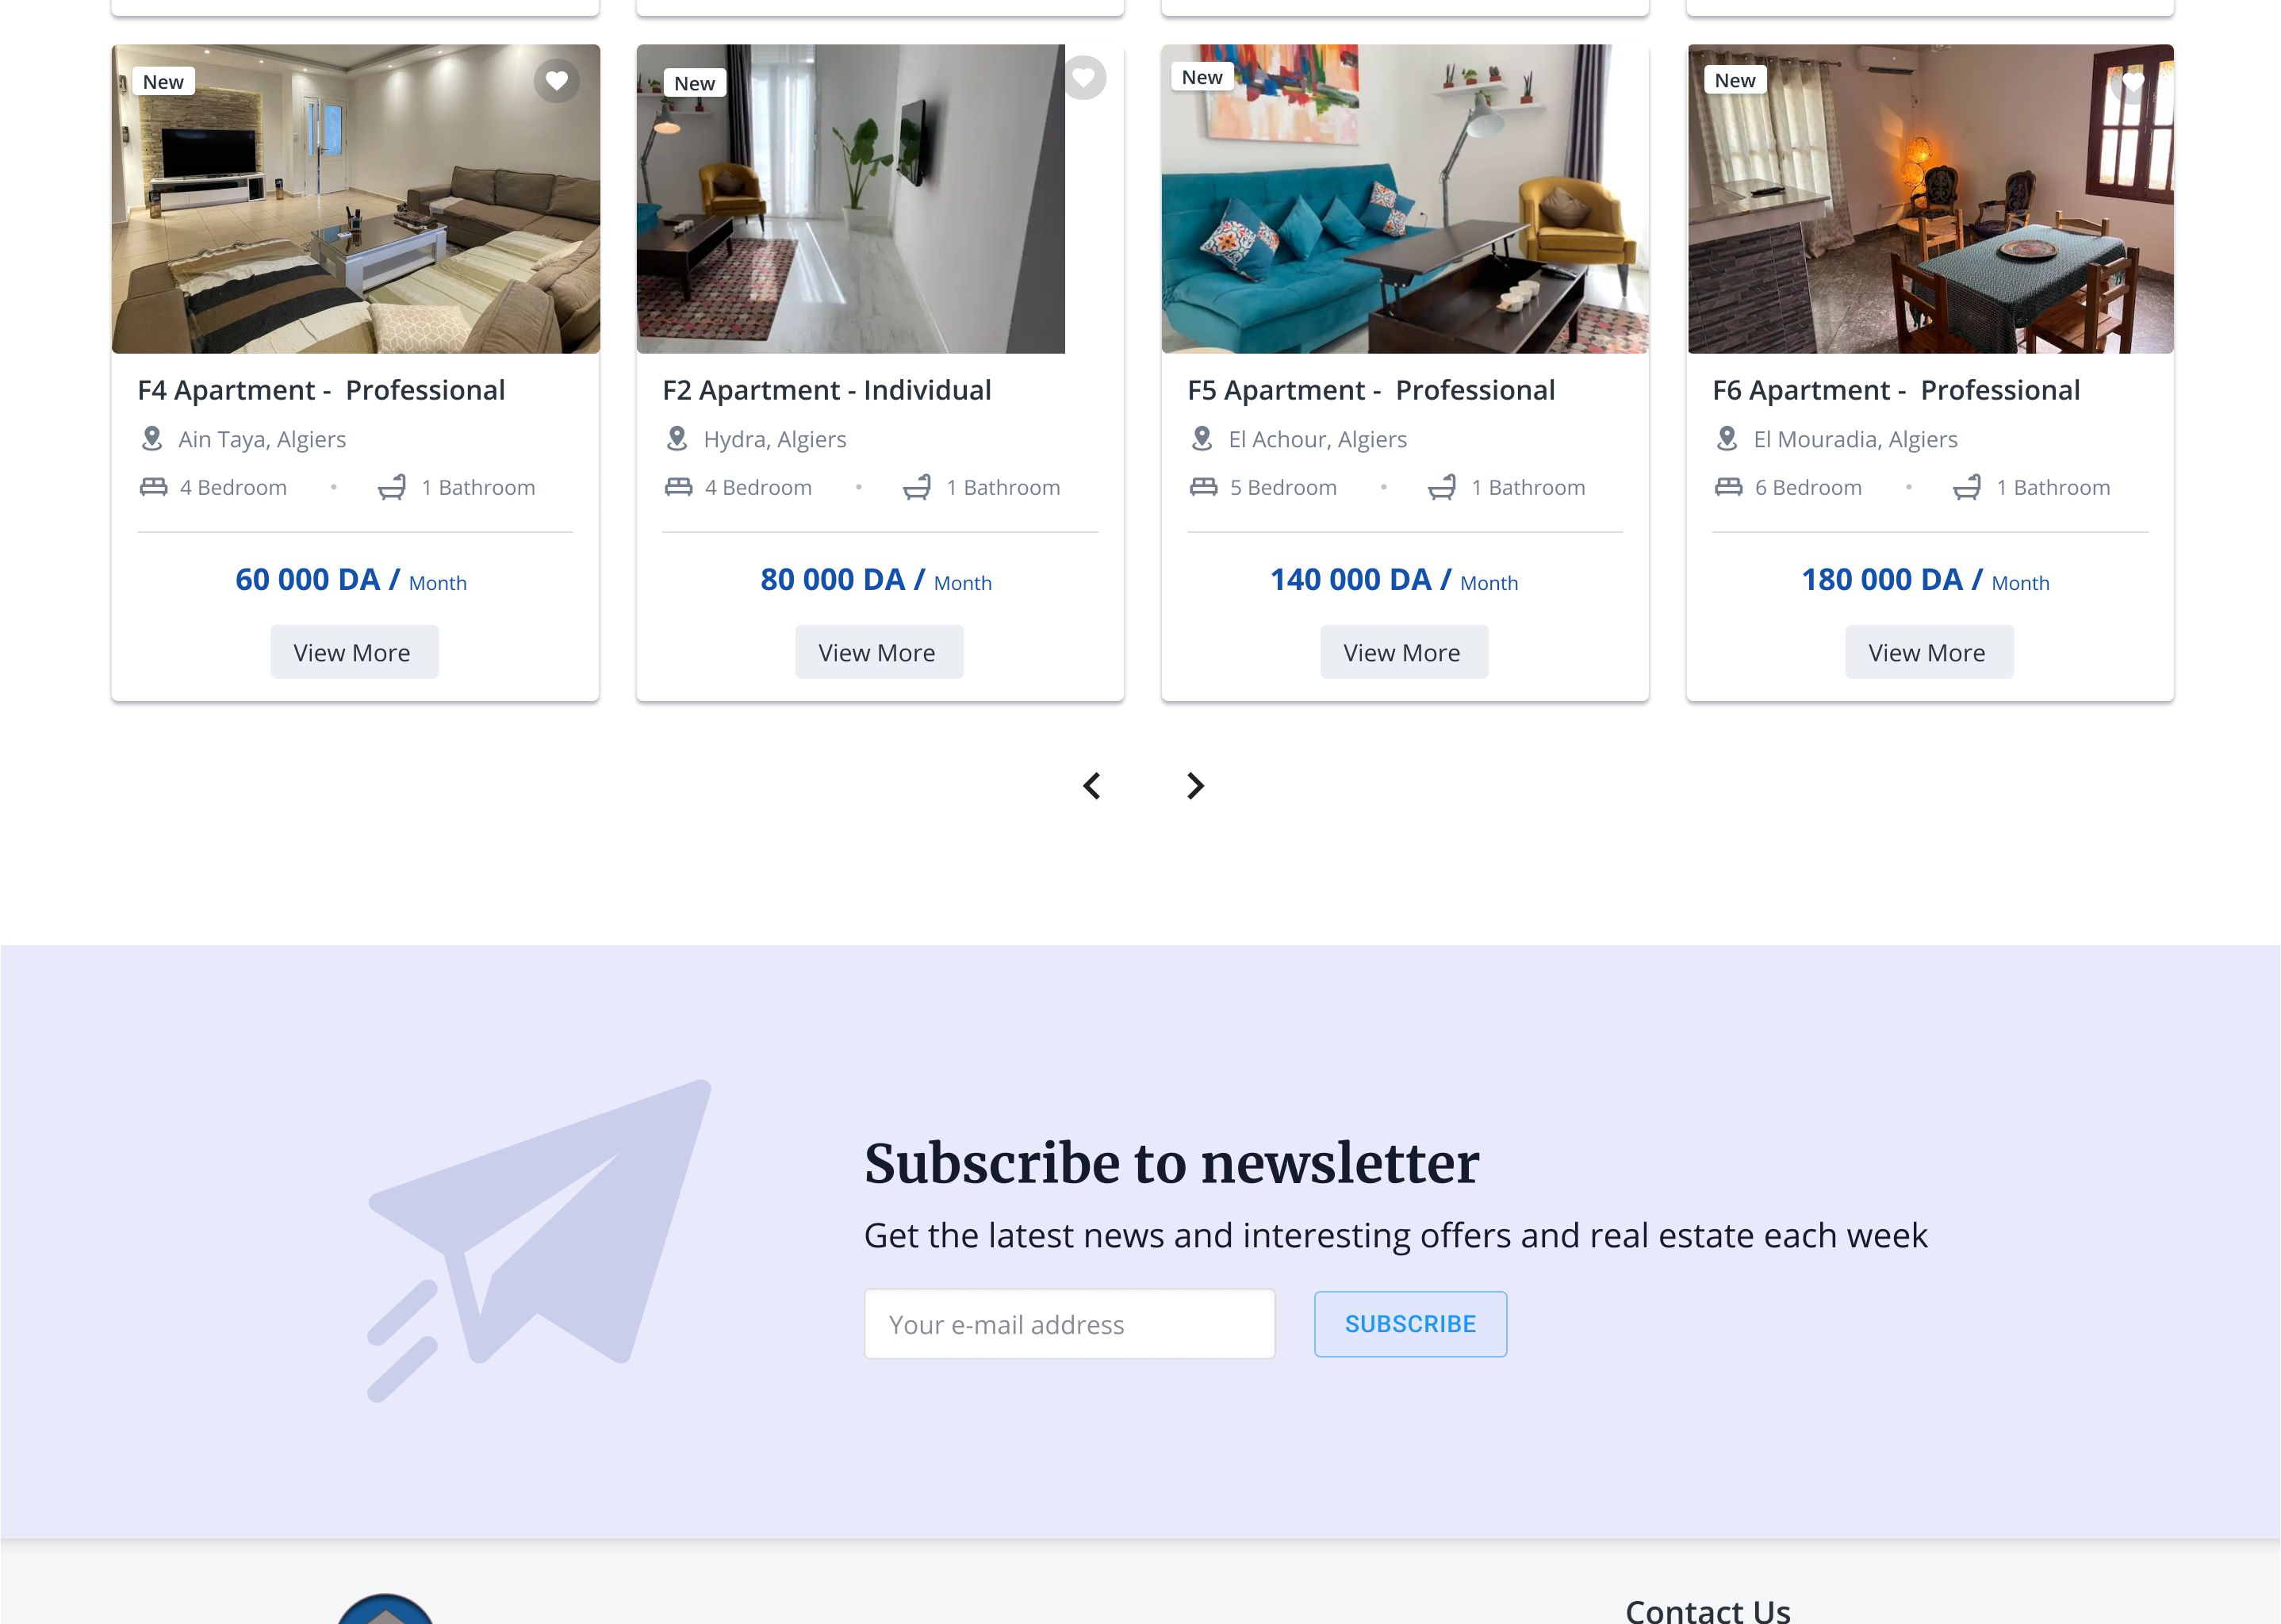 New
F4 Apartment -  Professional
Ain Taya, Algiers
4 Bedroom • 1 Bathroom
60 000 DA / Month
View More
New
F2 Apartment - Individual
Hydra, Algiers
4 Bedroom • 1 Bathroom
80 000 DA / Month
View More
New
F5 Apartment -  Professional
El Achour, Algiers
5 Bedroom • 1 Bathroom
140 000 DA / Month
View More
New
F6 Apartment -  Professional
El Mouradia, Algiers
6 Bedroom • 1 Bathroom
180 000 DA / Month
View More
Subscribe to newsletter
Get the latest news and interesting offers and real estate each week
Your e-mail address
SUBSCRIBE
Contact Us